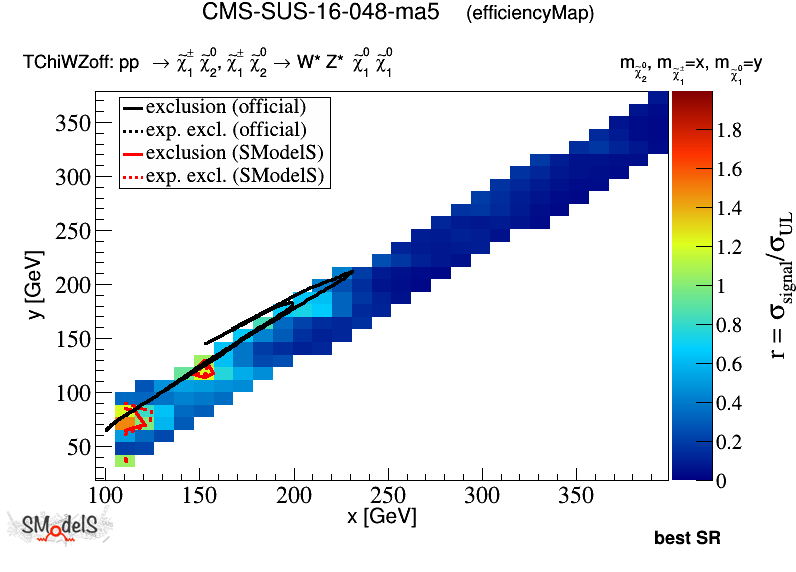 CMS-SUS-16-048-ma5 (efficiencyMap)
TChiWZoff: pp → χ̃₁± χ̃₂⁰, χ̃₁± χ̃₂⁰ → W* Z* χ̃₁⁰ χ̃₁⁰
m_χ̃₂⁰, m_χ̃₁±=x, m_χ̃₁⁰=y
exclusion (official)
exp. excl. (official)
exclusion (SModelS)
exp. excl. (SModelS)
350
300
250
200
150
100
50
y [GeV]
100 150 200 250 300 350
x [GeV]
1.8
1.6
1.4
1.2
1
0.8
0.6
0.4
0.2
0
r = σ_signal/σ_UL
SModelS
best SR